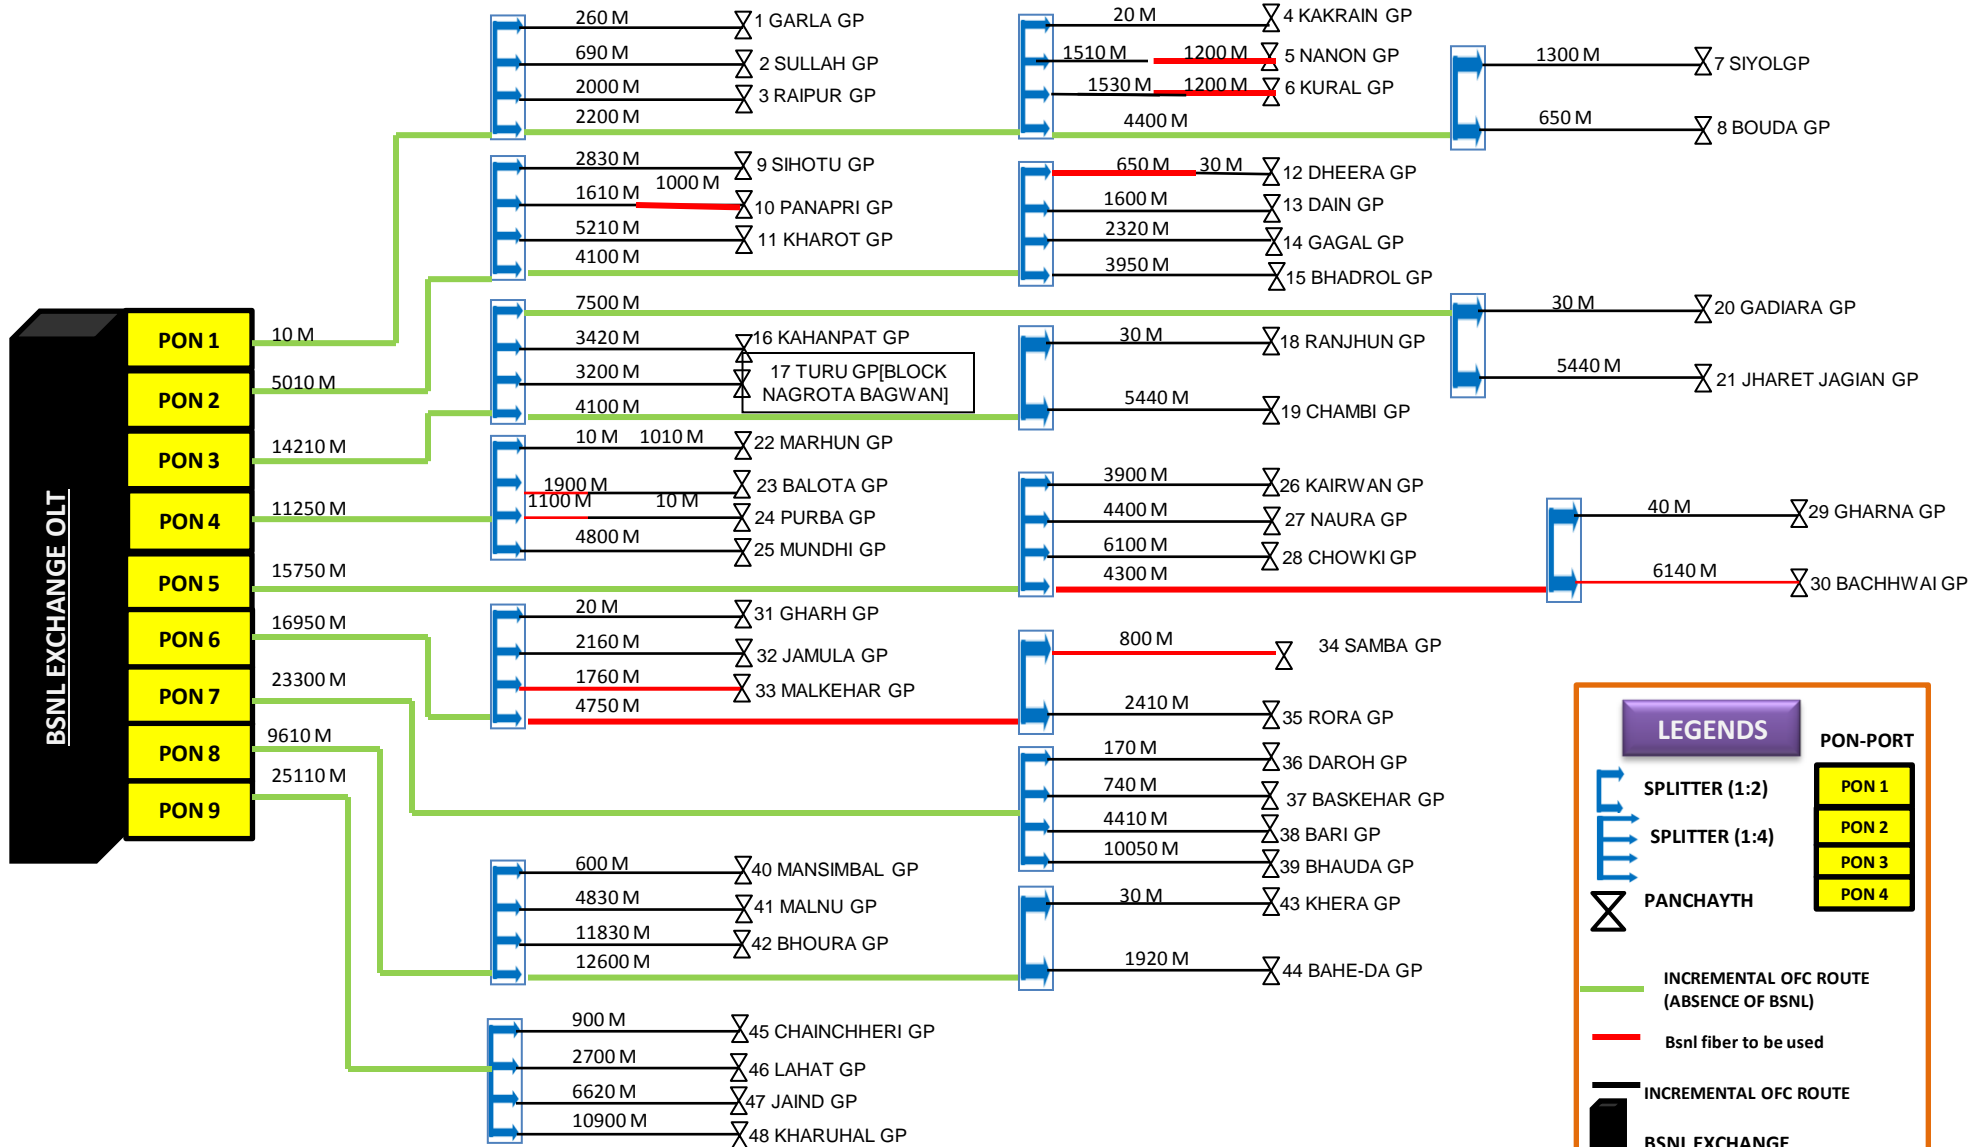 260 M
1 GARLA GP
690 M
2 SULLAH GP
2000 M
3 RAIPUR GP
2200 M
20 M
4 KAKRAIN GP
1510 M 1200 M
5 NANON GP
1530 M 1200 M
6 KURAL GP
4400 M
1300 M
7 SIYOLGP
650 M
8 BOUDA GP
2830 M
9 SIHOTU GP
1610 M 1000 M
10 PANAPRI GP
5210 M
11 KHAROT GP
4100 M
650 M 30 M
12 DHEERA GP
1600 M
13 DAIN GP
2320 M
14 GAGAL GP
3950 M
15 BHADROL GP
7500 M
3420 M
16 KAHANPAT GP
3200 M
17 TURU GP[BLOCK
NAGROTA BAGWAN]
4100 M
30 M
18 RANJHUN GP
5440 M
19 CHAMBI GP
30 M
20 GADIARA GP
5440 M
21 JHARET JAGIAN GP
10 M 1010 M
22 MARHUN GP
1900 M
23 BALOTA GP
1100 M 10 M
24 PURBA GP
4800 M
25 MUNDHI GP
3900 M
26 KAIRWAN GP
4400 M
27 NAURA GP
6100 M
28 CHOWKI GP
4300 M
40 M
29 GHARNA GP
6140 M
30 BACHHWAI GP
20 M
31 GHARH GP
2160 M
32 JAMULA GP
1760 M
33 MALKEHAR GP
4750 M
800 M
34 SAMBA GP
2410 M
35 RORA GP
170 M
36 DAROH GP
740 M
37 BASKEHAR GP
4410 M
38 BARI GP
10050 M
39 BHAUDA GP
600 M
40 MANSIMBAL GP
4830 M
41 MALNU GP
11830 M
42 BHOURA GP
12600 M
30 M
43 KHERA GP
1920 M
44 BAHE-DA GP
900 M
45 CHAINCHHERI GP
2700 M
46 LAHAT GP
6620 M
47 JAIND GP
10900 M
48 KHARUHAL GP
BSNL EXCHANGE OLT
PON 1
10 M
PON 2
5010 M
PON 3
14210 M
PON 4
11250 M
PON 5
15750 M
PON 6
16950 M
PON 7
23300 M
PON 8
9610 M
PON 9
25110 M
LEGENDS
PON-PORT
SPLITTER (1:2)
PON 1
SPLITTER (1:4)
PON 2
PON 3
PON 4
PANCHAYTH
INCREMENTAL OFC ROUTE
(ABSENCE OF BSNL)
Bsnl fiber to be used
INCREMENTAL OFC ROUTE
BSNL EXCHANGE